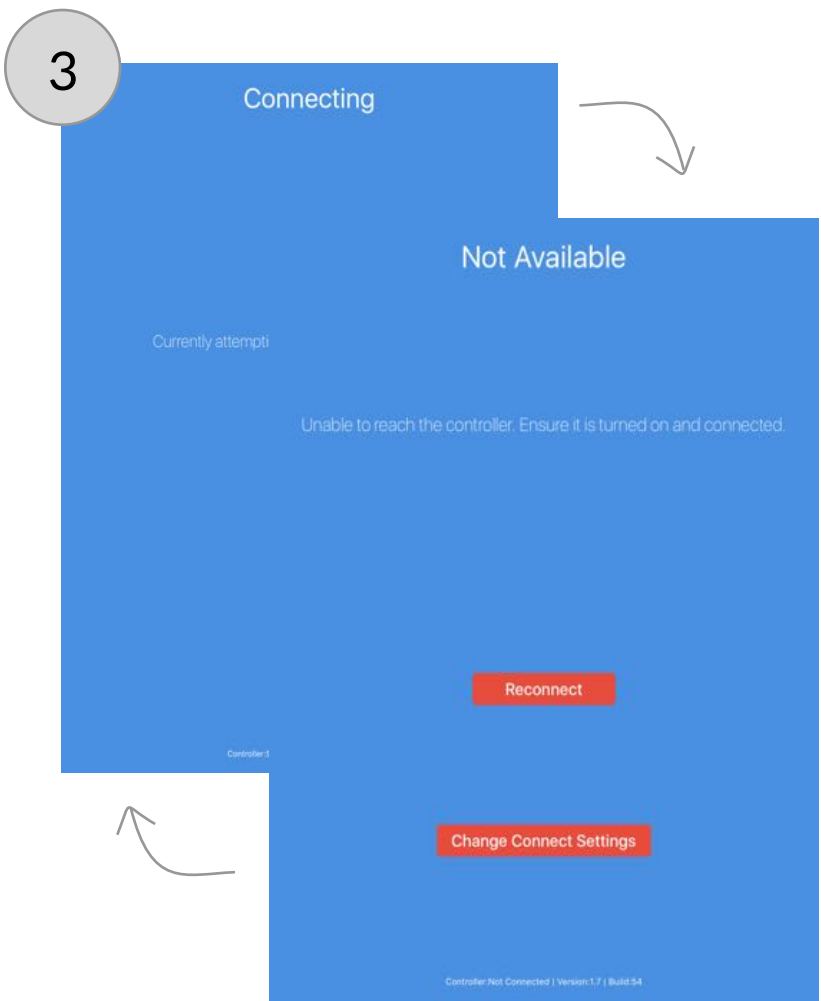 3
Connecting
Currently attempti
Controller:
Not Available
Unable to reach the controller. Ensure it is turned on and connected.
Reconnect
Change Connect Settings
Controller:Not Connected | Version:1.7 | Build:54